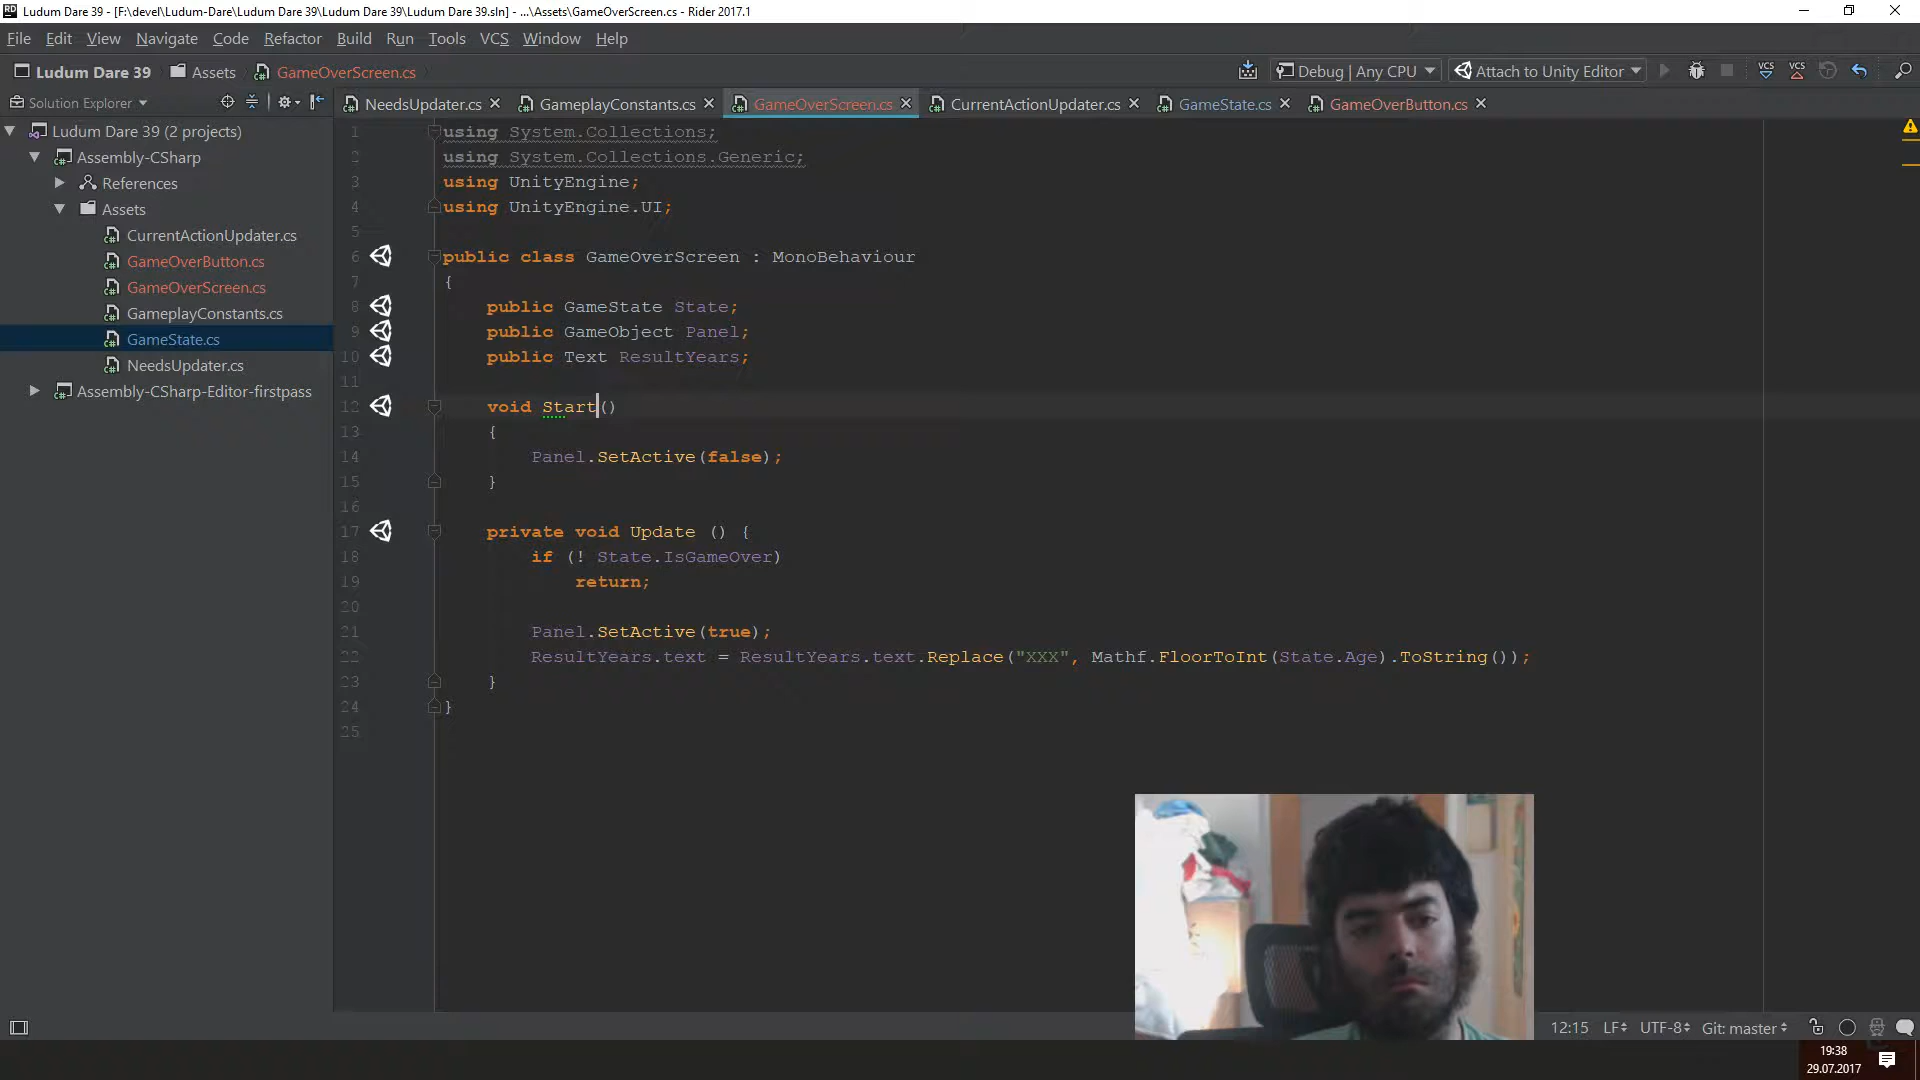 Ludum Dare 39 - [F:\devel\Ludum-Dare\Ludum Dare 39\Ludum Dare 39\Ludum Dare 39.sln] - ...\Assets\GameOverScreen.cs - Rider 2017.1
File Edit View Navigate Code Refactor Build Run Tools VCS Window Help
Ludum Dare 39 Assets GameOverScreen.cs Debug | Any CPU Attach to Unity Editor VCS VCS
Solution Explorer NeedsUpdater.cs GameplayConstants.cs GameOverScreen.cs CurrentActionUpdater.cs GameState.cs GameOverButton.cs
Ludum Dare 39 (2 projects)
Assembly-CSharp
References
Assets
CurrentActionUpdater.cs
GameOverButton.cs
GameOverScreen.cs
GameplayConstants.cs
GameState.cs
NeedsUpdater.cs
Assembly-CSharp-Editor-firstpass
1 using System.Collections;
2 using System.Collections.Generic;
3 using UnityEngine;
4 using UnityEngine.UI;
5
6 public class GameOverScreen : MonoBehaviour
7 {
8 public GameState State;
9 public GameObject Panel;
10 public Text ResultYears;
11
12 void Start()
13 {
14 Panel.SetActive(false);
15 }
16
17 private void Update () {
18 if (! State.IsGameOver)
19 return;
20
21 Panel.SetActive(true);
22 ResultYears.text = ResultYears.text.Replace("XXX", Mathf.FloorToInt(State.Age).ToString());
23 }
24 }
25
12:15 LF UTF-8 Git: master
19:38
29.07.2017